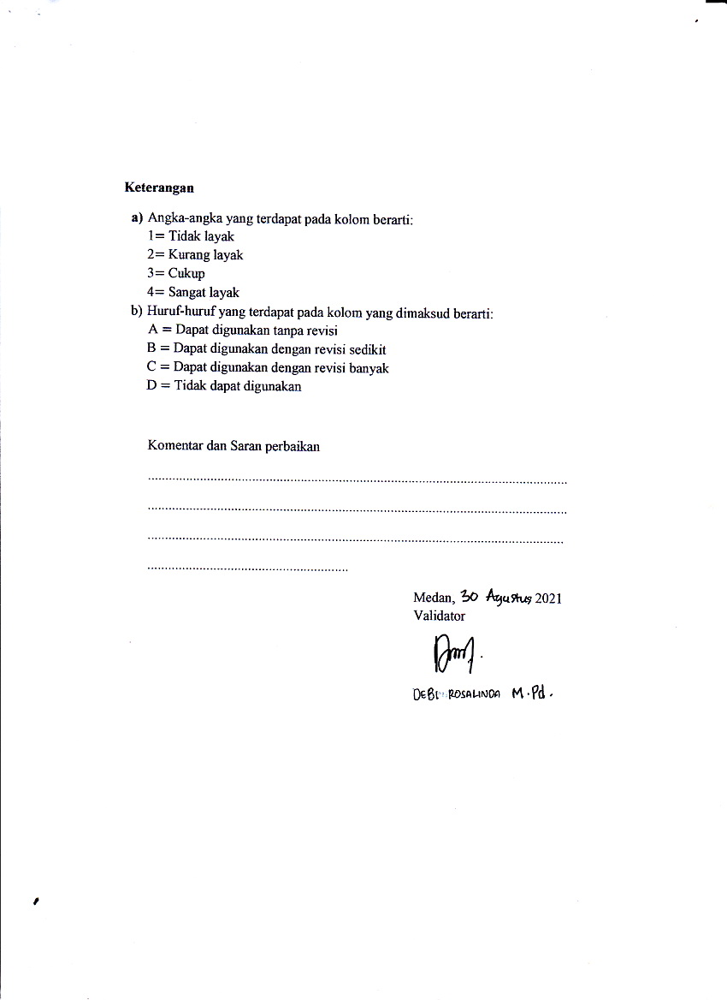 Keterangan
a) Angka-angka yang terdapat pada kolom berarti:
1= Tidak layak
2= Kurang layak
3= Cukup
4= Sangat layak
b) Huruf-huruf yang terdapat pada kolom yang dimaksud berarti:
A = Dapat digunakan tanpa revisi
B = Dapat digunakan dengan revisi sedikit
C = Dapat digunakan dengan revisi banyak
D = Tidak dapat digunakan
Komentar dan Saran perbaikan
Medan, 30 Agustus 2021
Validator
DEBI ROSALINDA M.Pd.